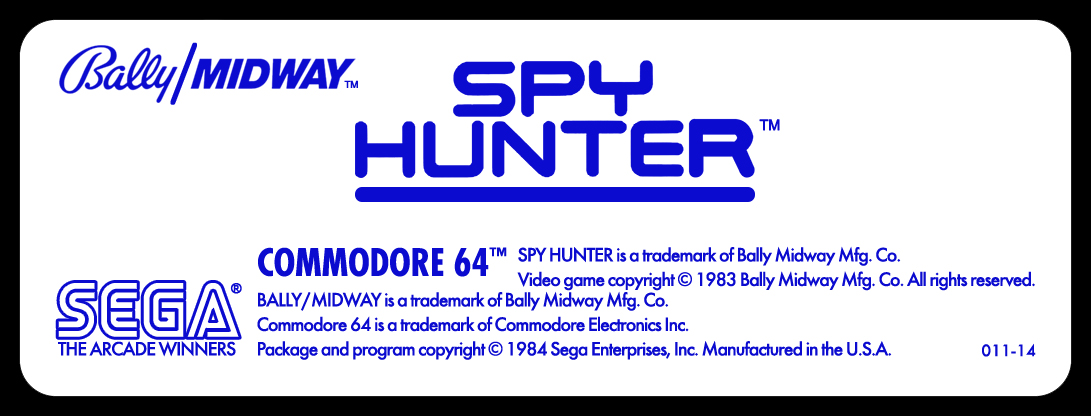 Bally/MIDWAY™
SPY
HUNTER™
COMMODORE 64™ SPY HUNTER is a trademark of Bally Midway Mfg. Co.
Video game copyright © 1983 Bally Midway Mfg. Co. All rights reserved.
BALLY/MIDWAY is a trademark of Bally Midway Mfg. Co.
Commodore 64 is a trademark of Commodore Electronics Inc.
Package and program copyright © 1984 Sega Enterprises, Inc. Manufactured in the U.S.A.
SEGA®
THE ARCADE WINNERS
011-14